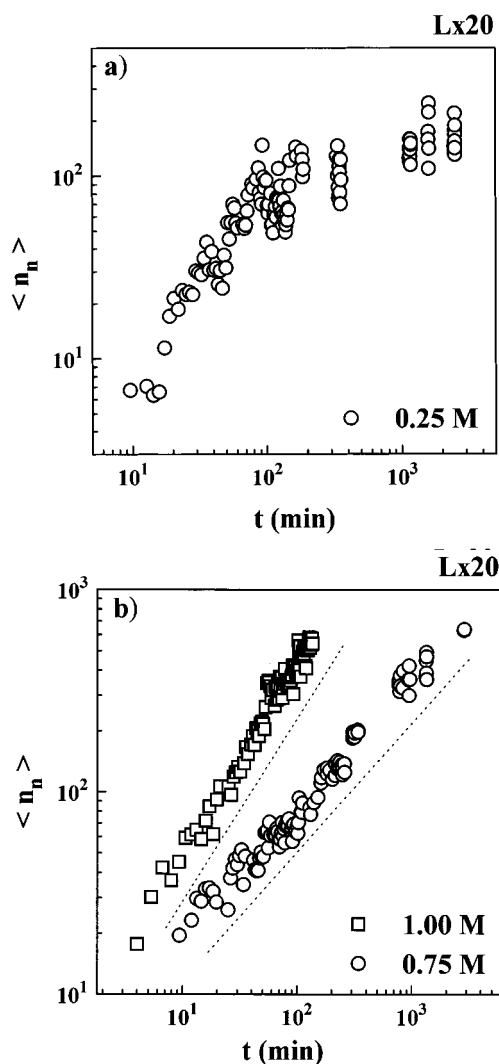 Lx20
a)
10²
10¹
< nₙ >
0.25 M
10¹ 10² 10³
t (min)
Lx20
b)
10³
10²
10¹
< nₙ >
1.00 M
0.75 M
10¹ 10² 10³
t (min)